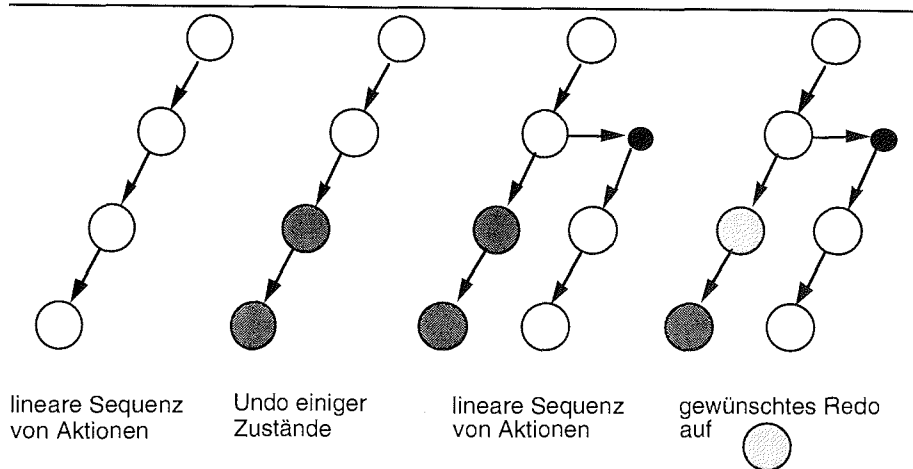 lineare Sequenz
von Aktionen
Undo einiger
Zustände
lineare Sequenz
von Aktionen
gewünschtes Redo
auf